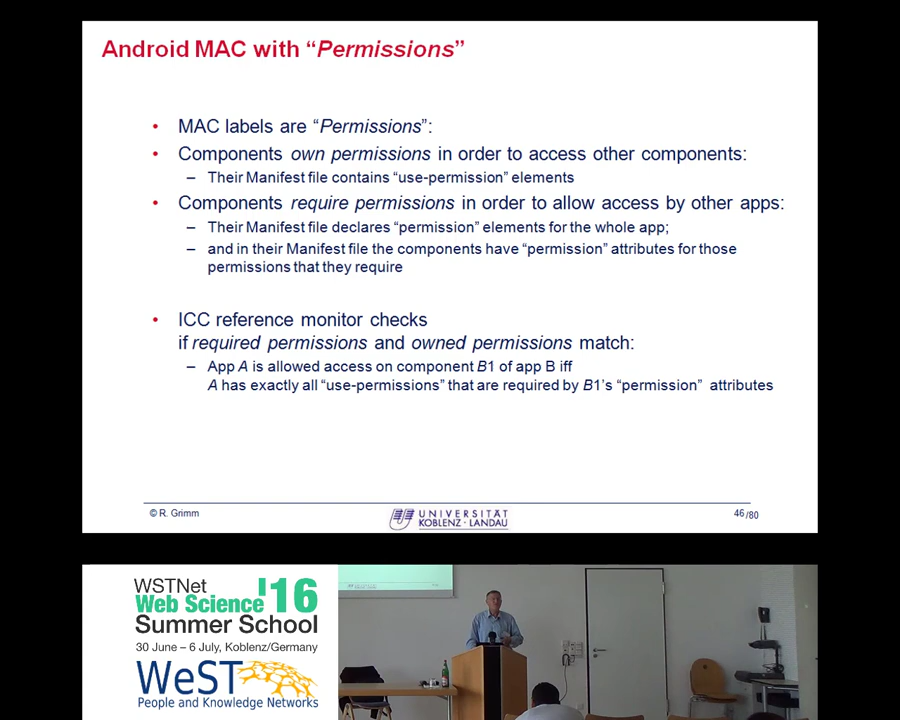 Android MAC with “Permissions”
• MAC labels are “Permissions”:
• Components own permissions in order to access other components:
– Their Manifest file contains “use-permission” elements
• Components require permissions in order to allow access by other apps:
– Their Manifest file declares “permission” elements for the whole app;
– and in their Manifest file the components have “permission” attributes for those
permissions that they require
• ICC reference monitor checks
if required permissions and owned permissions match:
– App A is allowed access on component B1 of app B iff
A has exactly all “use-permissions” that are required by B1’s “permission” attributes
© R. Grimm
UNIVERSITÄT
KOBLENZ · LANDAU
46/80
WSTNet
Web Science '16
Summer School
30 June – 6 July, Koblenz/Germany
WeST
People and Knowledge Networks